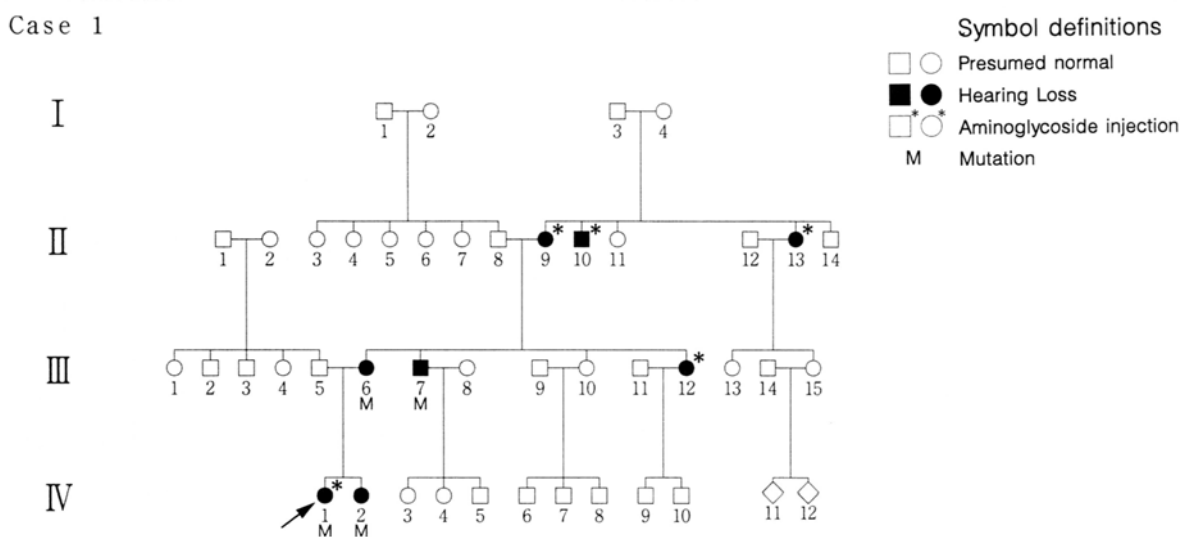 Case 1
Symbol definitions
Presumed normal
Hearing Loss
* * Aminoglycoside injection
M Mutation
I
1 2 3 4
II
* * *
1 2 3 4 5 6 7 8 9 10 11 12 13 14
III
*
1 2 3 4 5 6 7 8 9 10 11 12 13 14 15
M M
IV
*
1 2 3 4 5 6 7 8 9 10 11 12
M M